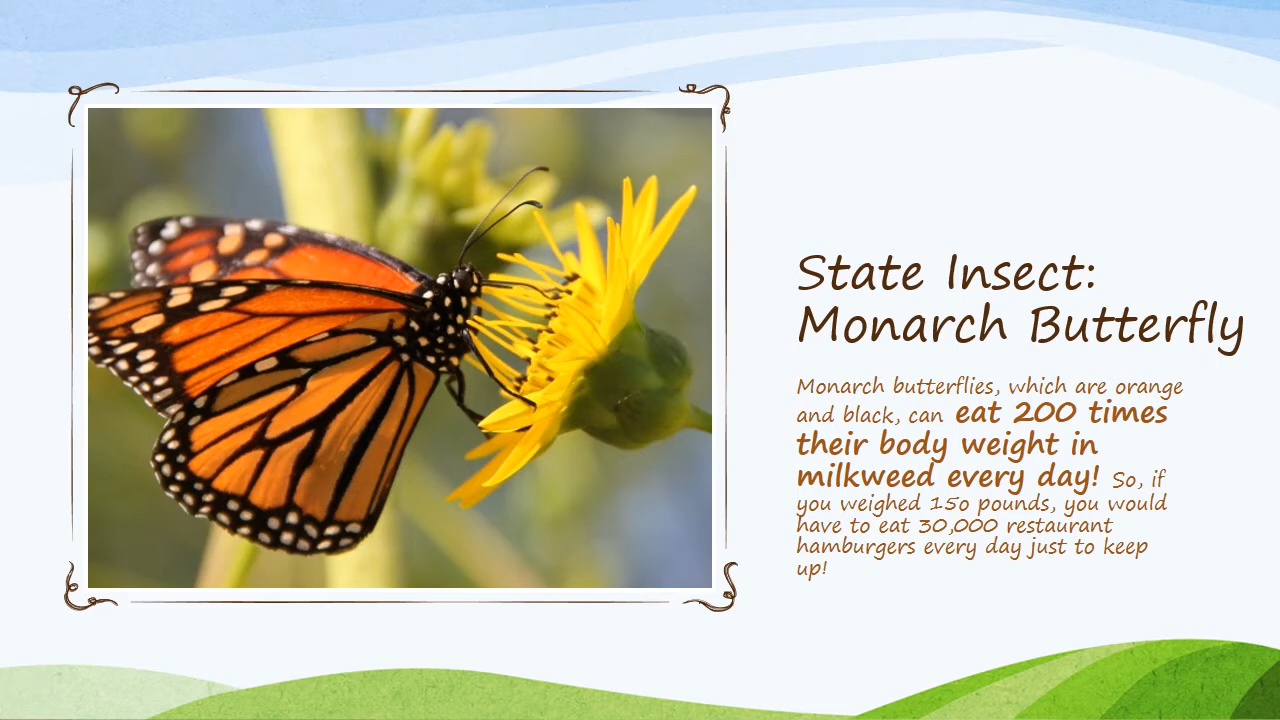 State Insect:
Monarch Butterfly
Monarch butterflies, which are orange
and black, can eat 200 times
their body weight in
milkweed every day! So, if
you weighed 150 pounds, you would
have to eat 30,000 restaurant
hamburgers every day just to keep
up!